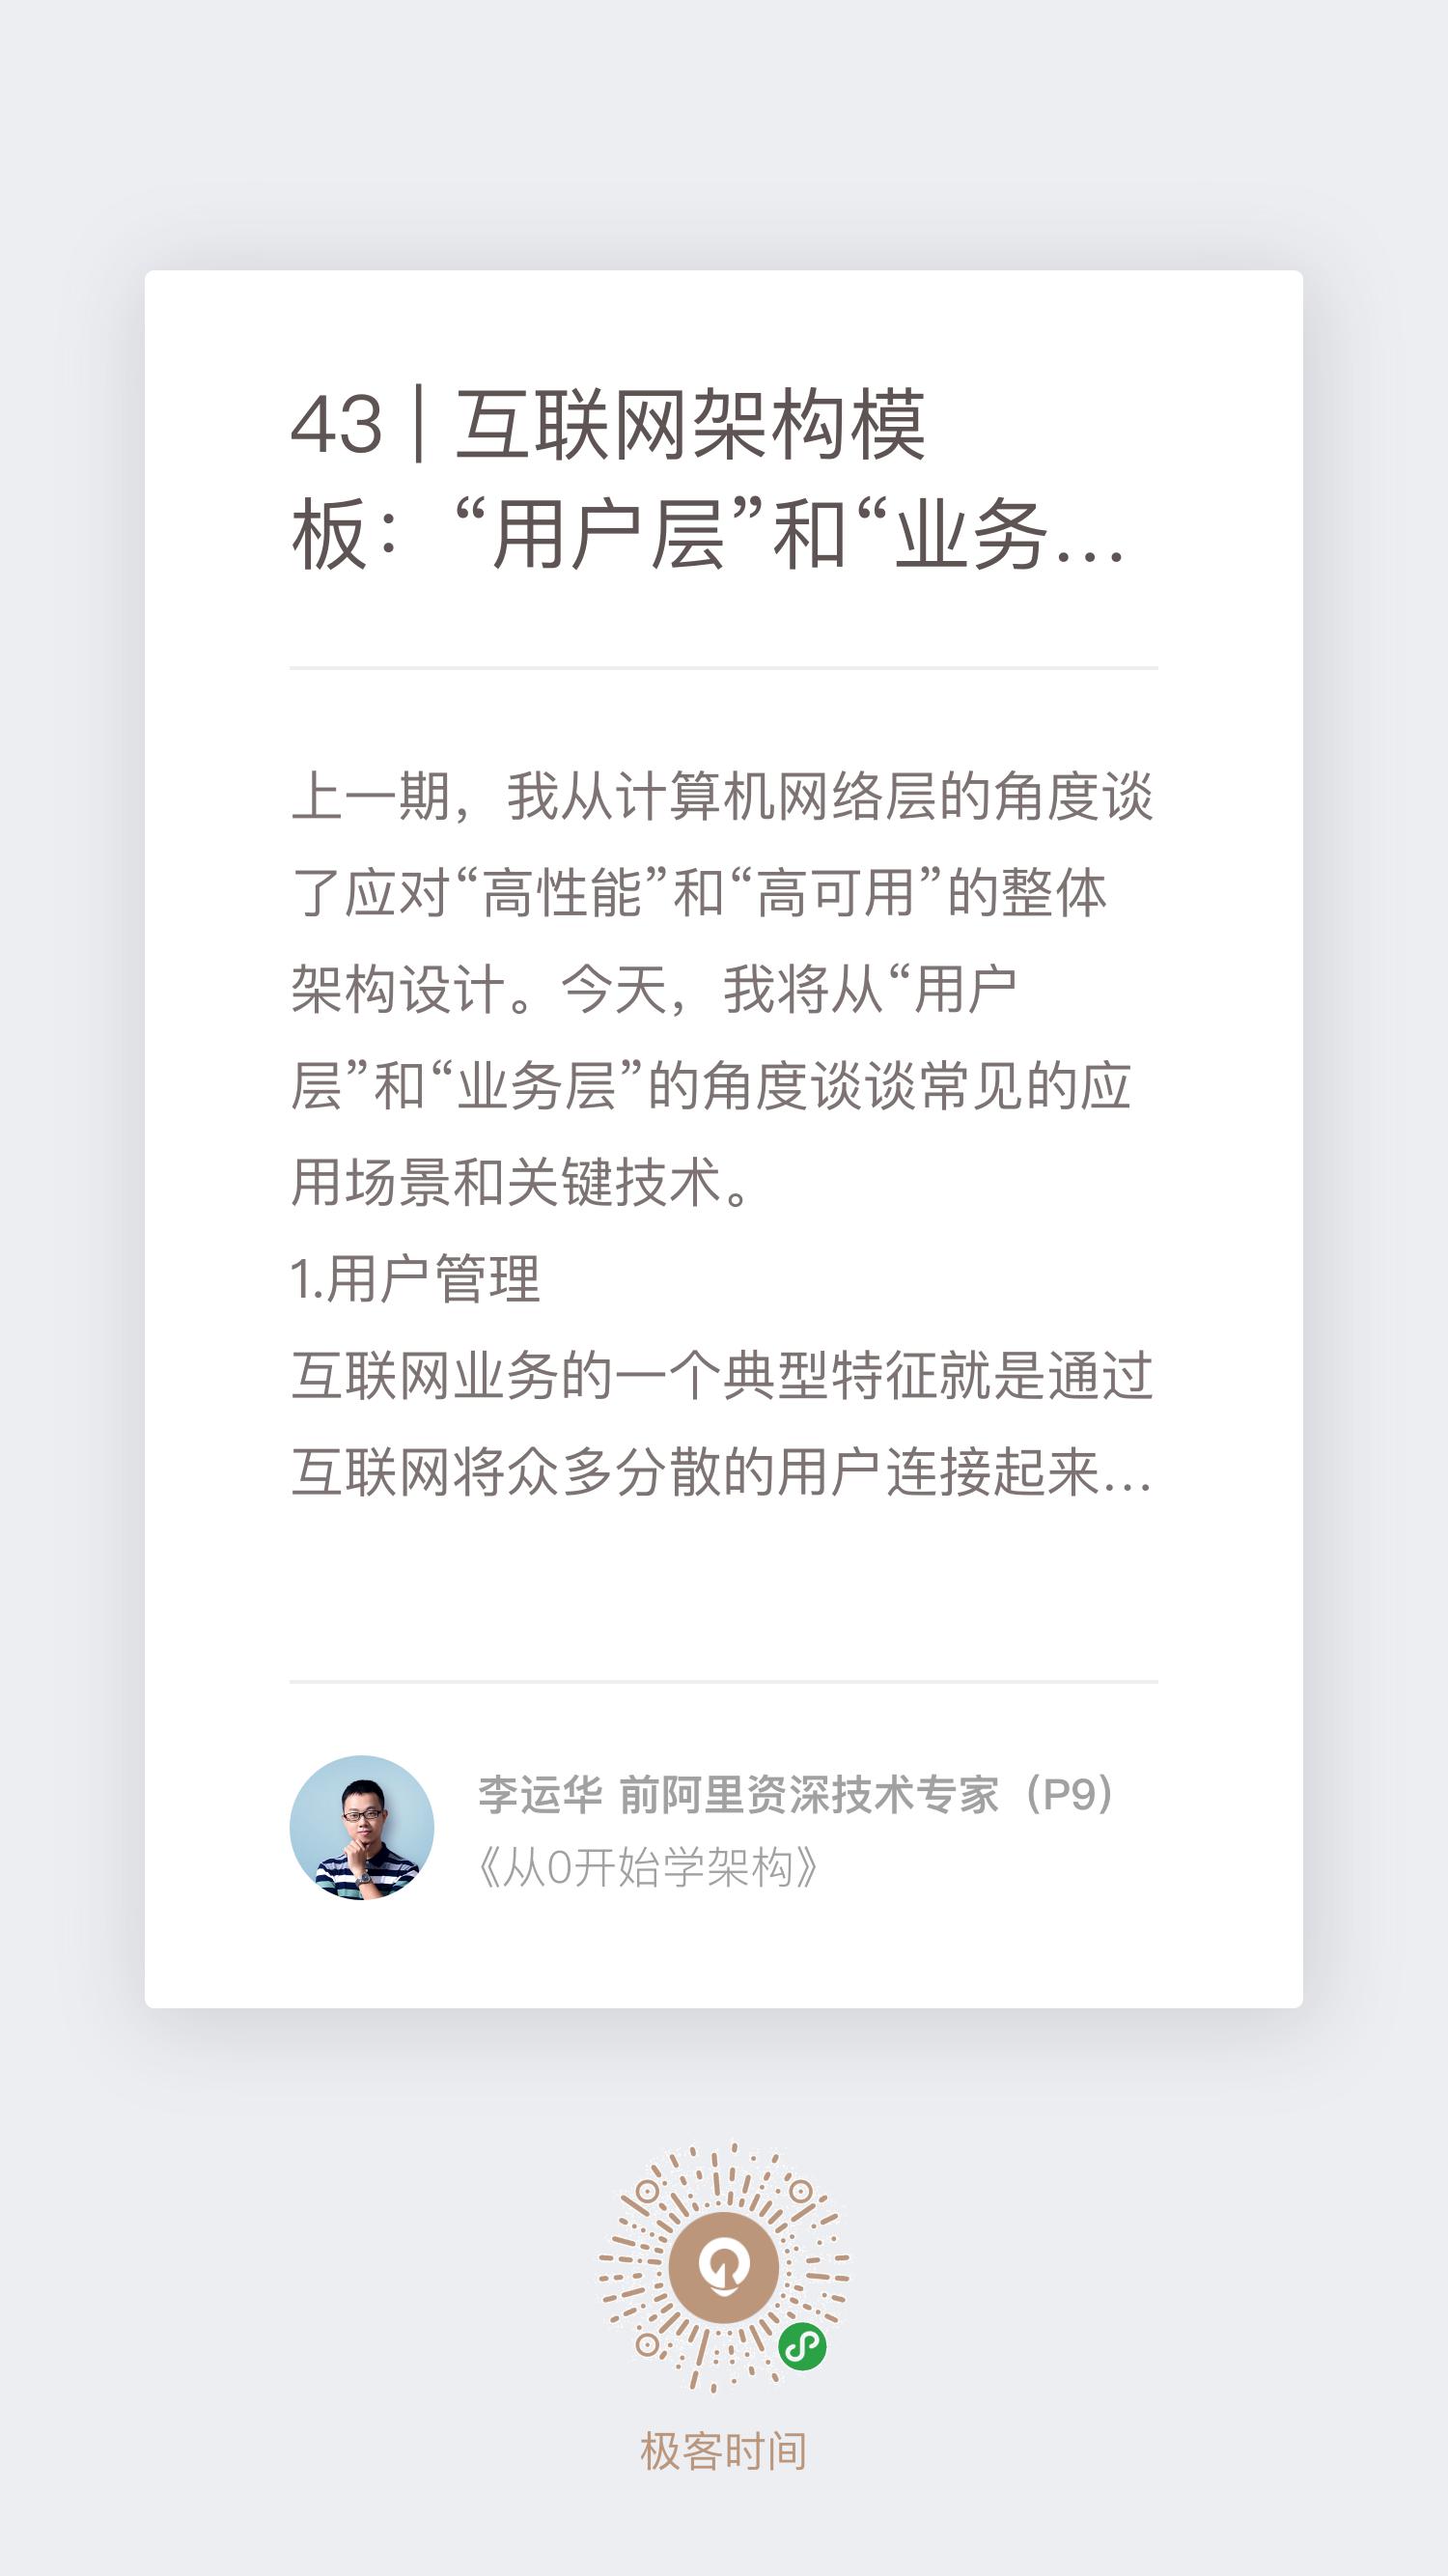 43 | 互联网架构模
板：“用户层”和“业务...
上一期，我从计算机网络层的角度谈
了应对“高性能”和“高可用”的整体
架构设计。今天，我将从“用户
层”和“业务层”的角度谈谈常见的应
用场景和关键技术。
1.用户管理
互联网业务的一个典型特征就是通过
互联网将众多分散的用户连接起来...
李运华 前阿里资深技术专家（P9）
《从0开始学架构》
极客时间